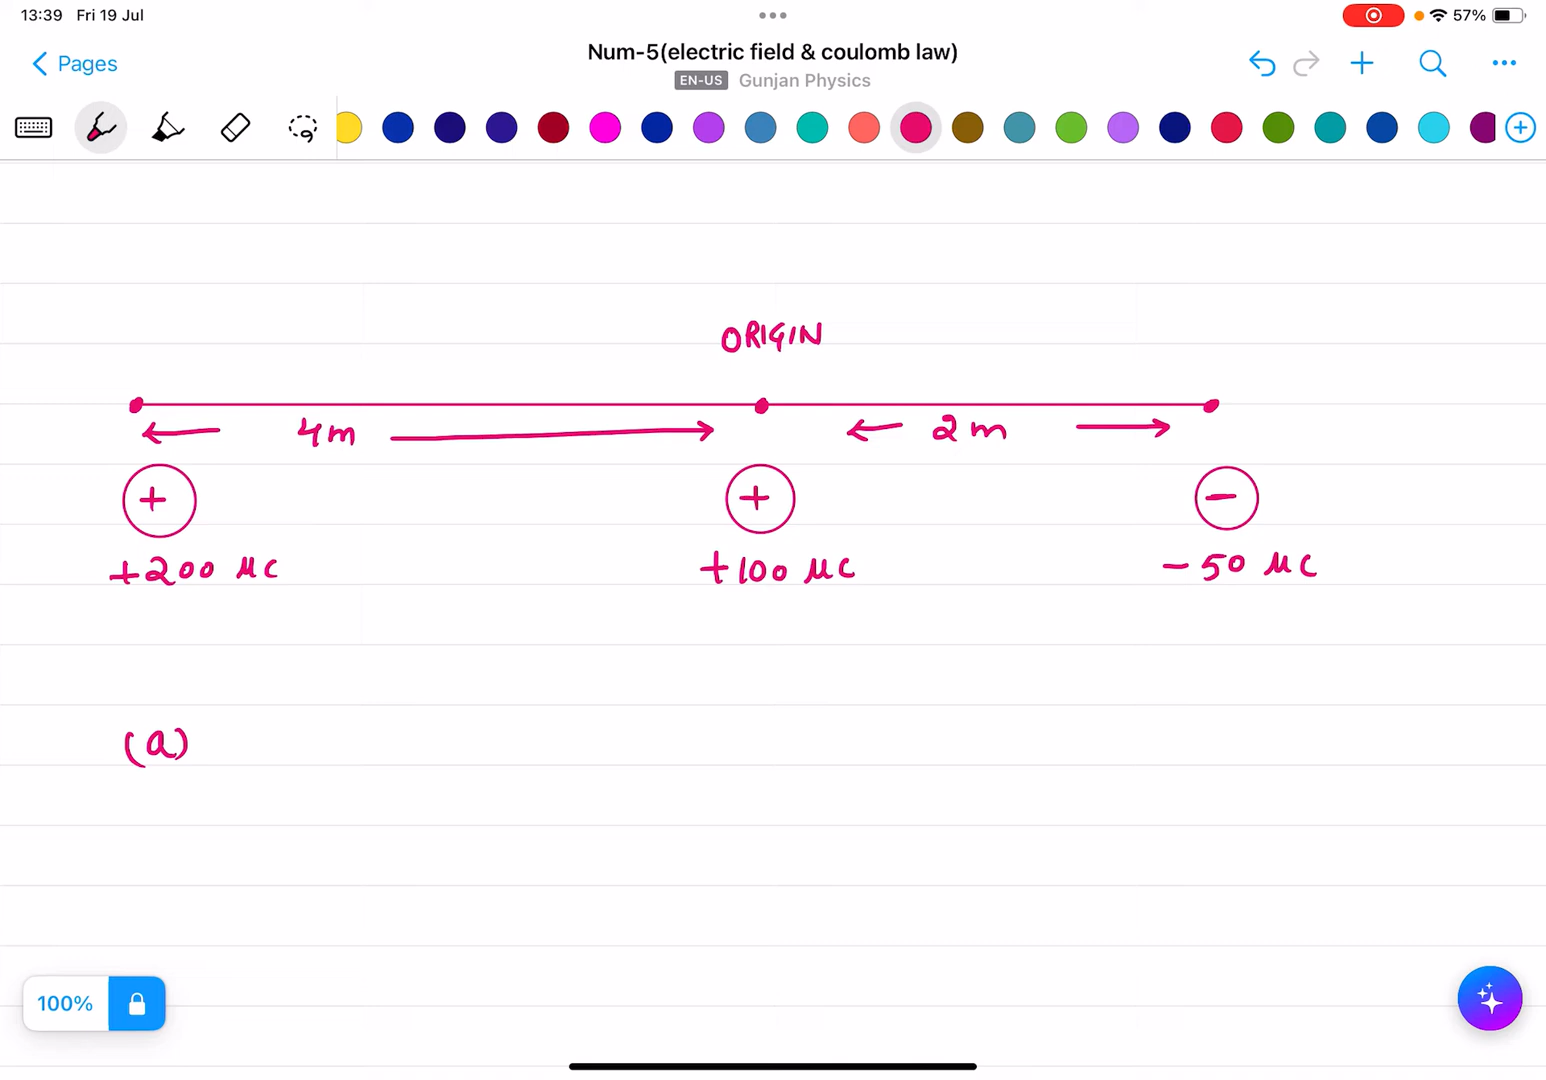 13:39 Fri 19 Jul 57%
Pages
Num-5(electric field & coulomb law)
EN-US Gunjan Physics
ORIGIN
4m 2m
+ + -
+200 μC +100 μC -50 μC
(a)
100%